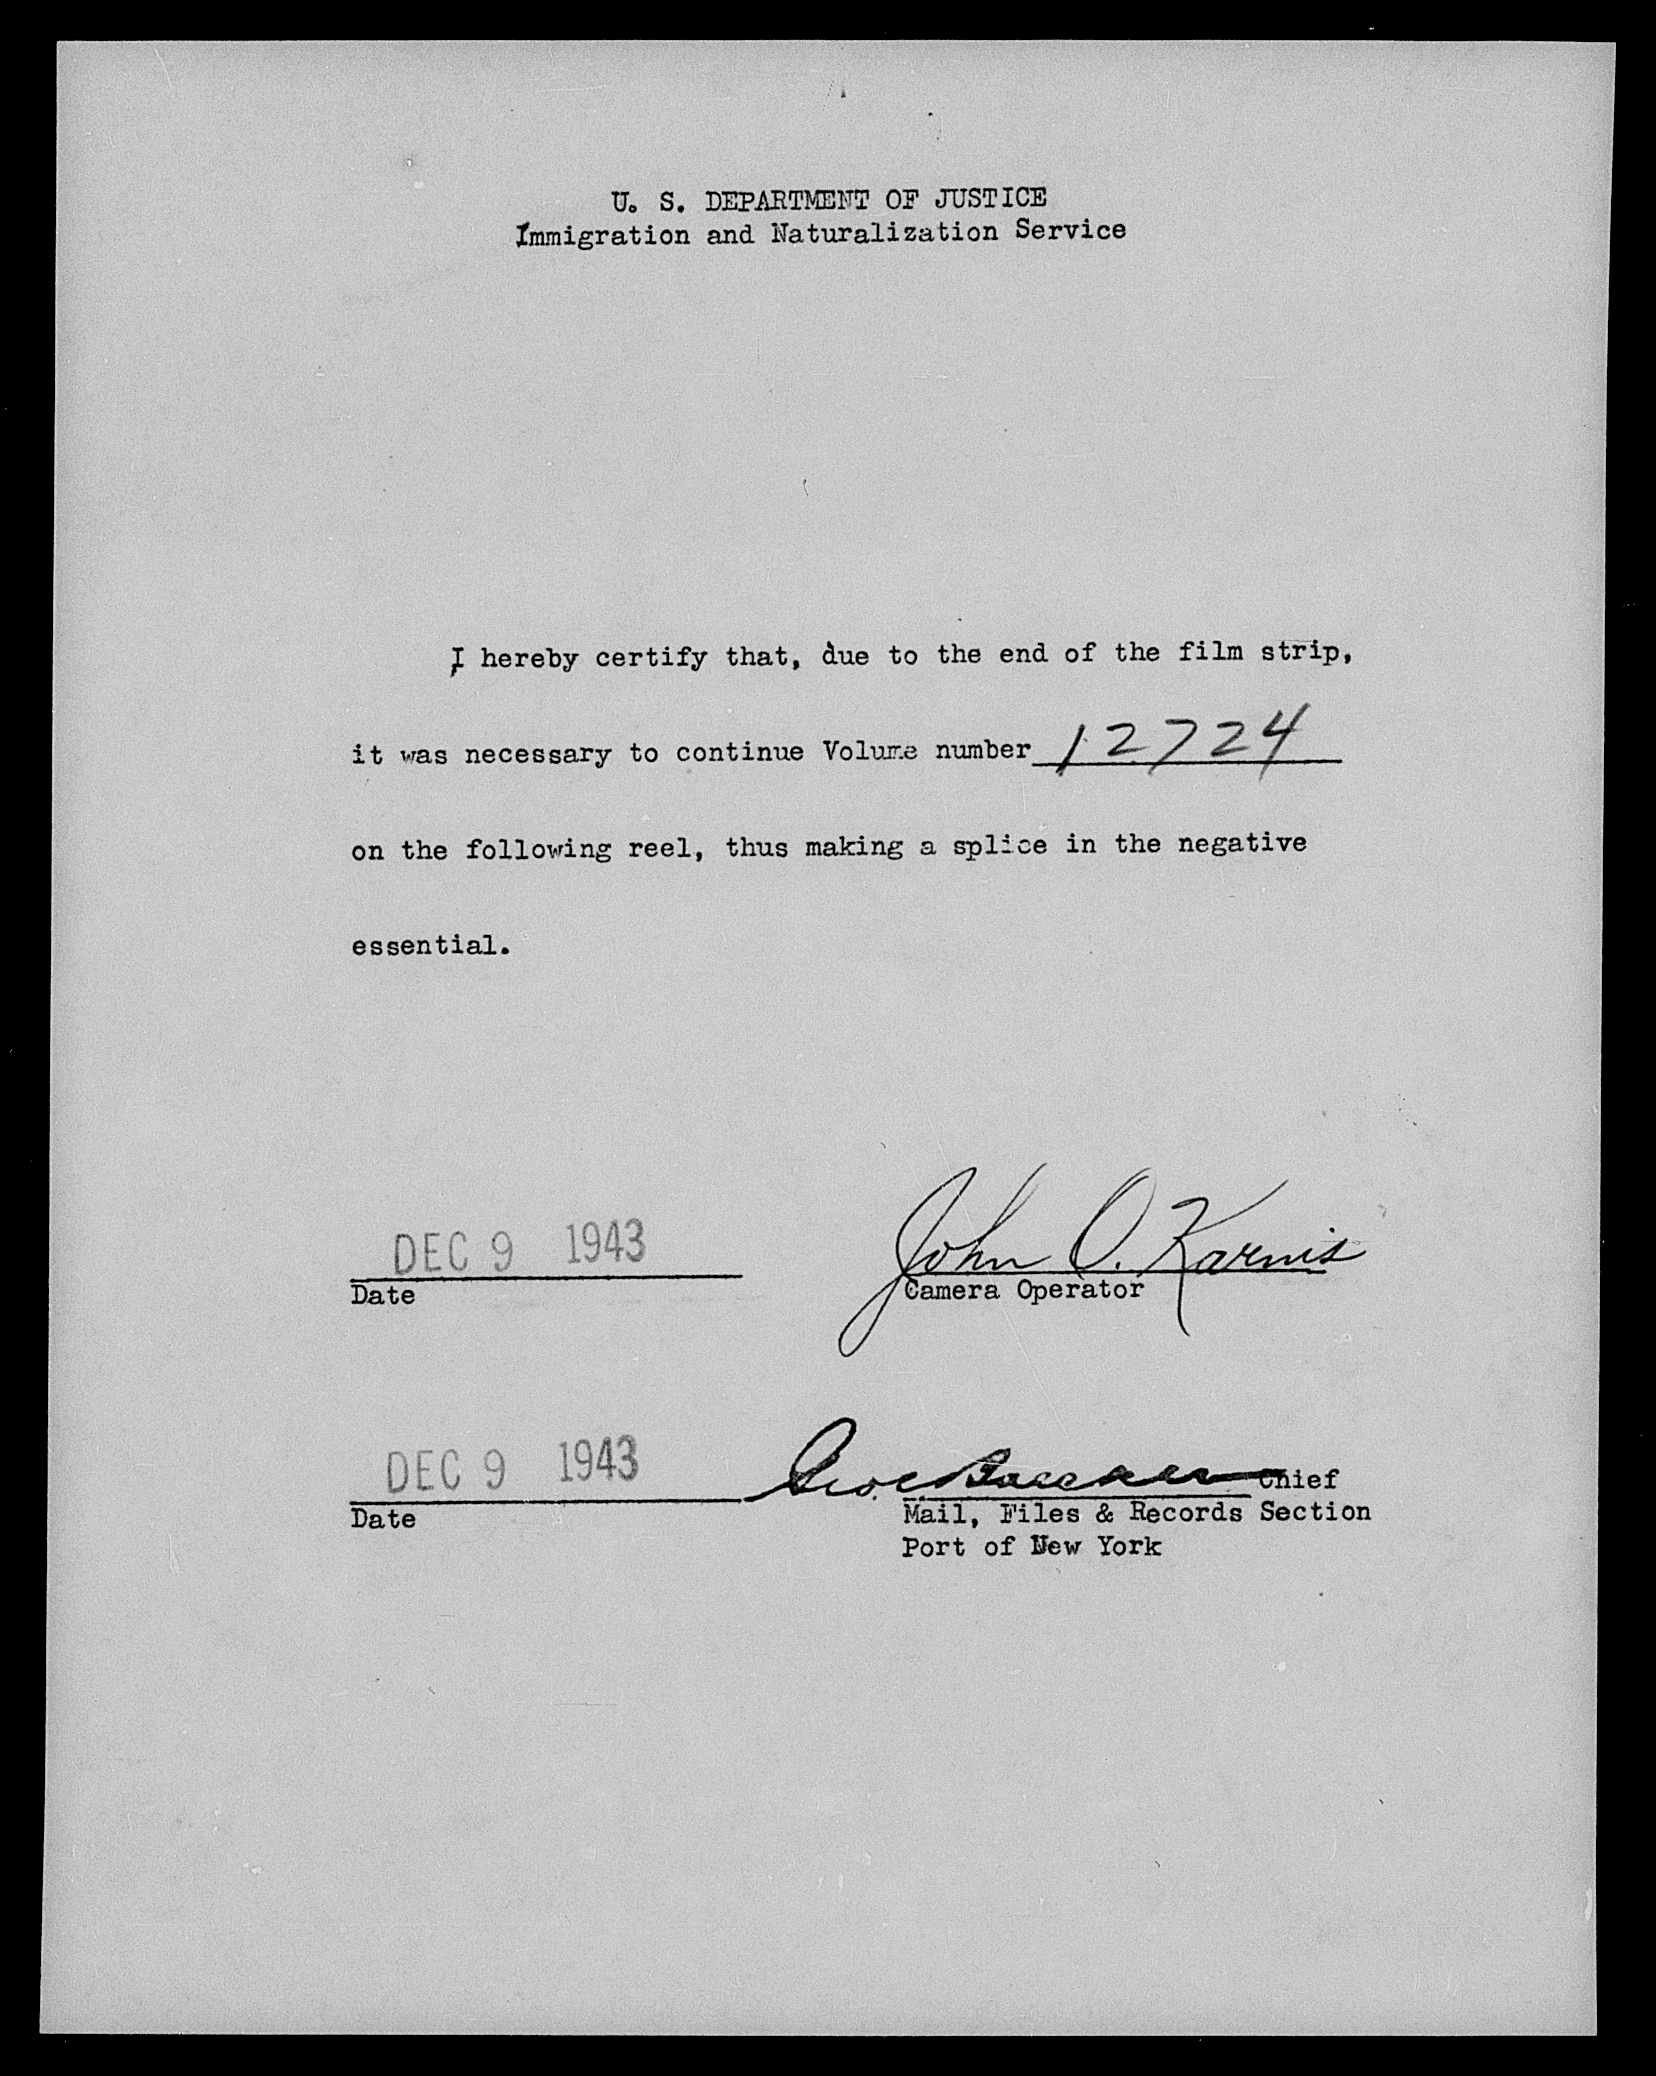 U. S. DEPARTMENT OF JUSTICE
Immigration and Naturalization Service
I hereby certify that, due to the end of the film strip,
it was necessary to continue Volume number 12724
on the following reel, thus making a splice in the negative
essential.
DEC 9 1943 John O. Karnis
Date Camera Operator
DEC 9 1943 Chief
Date Mail, Files & Records Section
Port of New York